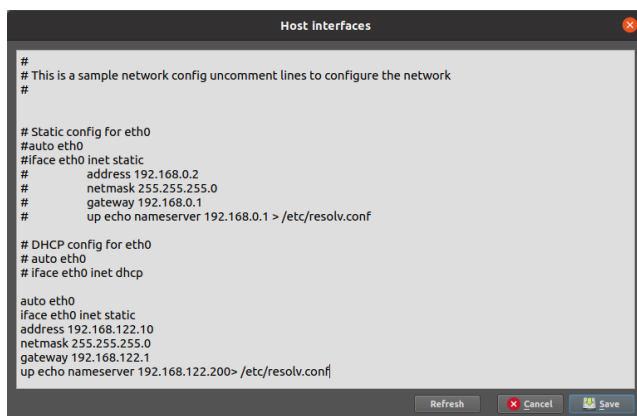 Host interfaces
#
# This is a sample network config uncomment lines to configure the network
#
# Static config for eth0
#auto eth0
#iface eth0 inet static
# address 192.168.0.2
# netmask 255.255.255.0
# gateway 192.168.0.1
# up echo nameserver 192.168.0.1 > /etc/resolv.conf
# DHCP config for eth0
# auto eth0
# iface eth0 inet dhcp
auto eth0
iface eth0 inet static
address 192.168.122.10
netmask 255.255.255.0
gateway 192.168.122.1
up echo nameserver 192.168.122.200> /etc/resolv.conf
Refresh Cancel Save